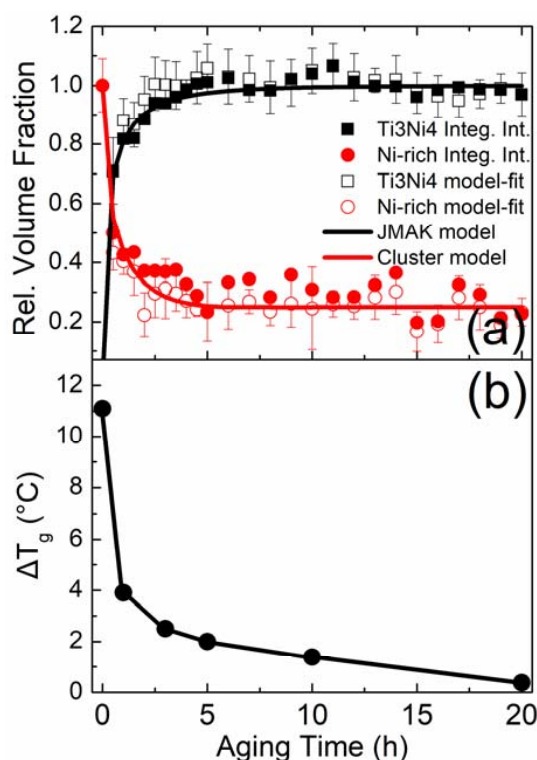 1.2
1.0
0.8
0.6
0.4
0.2
Rel. Volume Fraction
Ti3Ni4 Integ. Int.
Ni-rich Integ. Int.
Ti3Ni4 model-fit
Ni-rich model-fit
JMAK model
Cluster model
(a)
(b)
12
10
8
6
4
2
0
ΔTg (°C)
0 5 10 15 20
Aging Time (h)